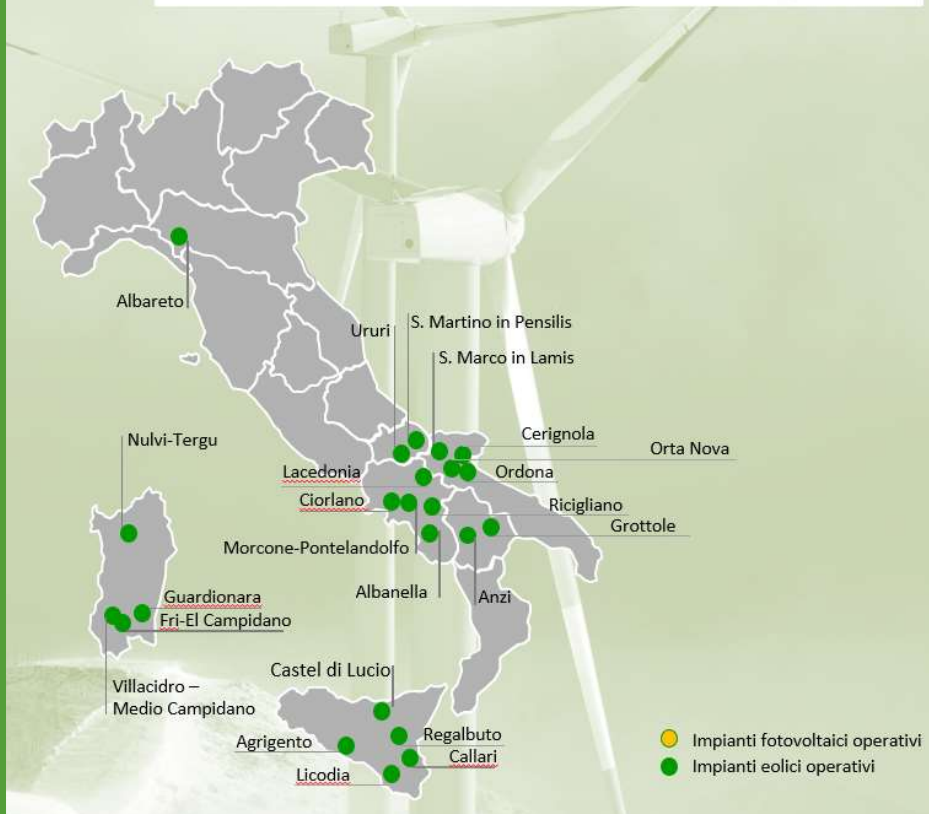 Albareto
Ururi
S. Martino in Pensilis
S. Marco in Lamis
Nulvi-Tergu
Cerignola
Orta Nova
Lacedonia
Ordona
Ciorlano
Ricigliano
Grottole
Morcone-Pontelandolfo
Albanella
Anzi
Guardionara
Fri-El Campidano
Villacidro –
Medio Campidano
Castel di Lucio
Agrigento
Regalbuto
Callari
Licodia
Impianti fotovoltaici operativi
Impianti eolici operativi